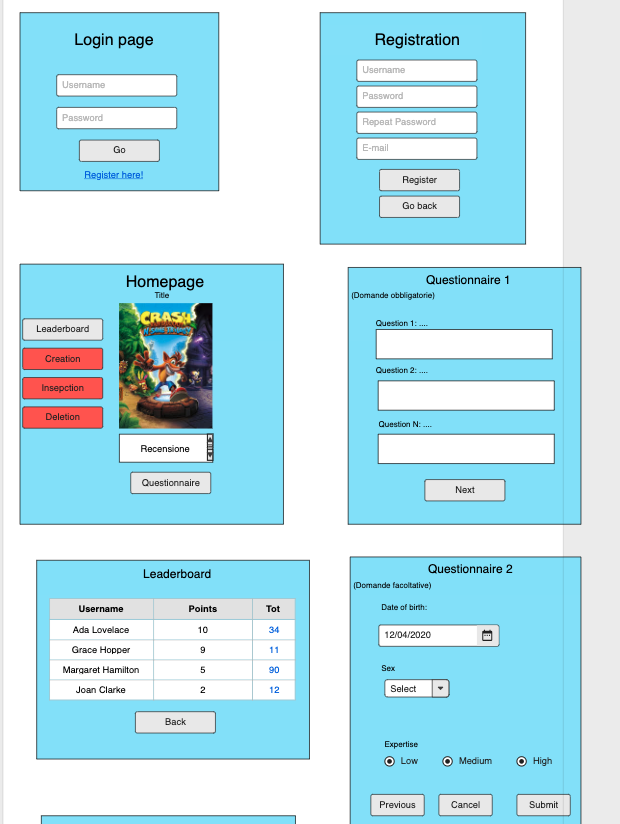 Login page
Username
Password
Go
Register here!
Registration
Username
Password
Repeat Password
E-mail
Register
Go back
Homepage
Title
Leaderboard
Creation
Insepction
Deletion
CRASH
Recensione
Questionnaire
Questionnaire 1
(Domande obbligatorie)
Question 1: ....
Question 2: ....
Question N: ....
Next
Leaderboard
Username Points Tot
Ada Lovelace 10 34
Grace Hopper 9 11
Margaret Hamilton 5 90
Joan Clarke 2 12
Back
Questionnaire 2
(Domande facoltative)
Date of birth:
12/04/2020
Sex
Select
Expertise
Low Medium High
Previous Cancel Submit